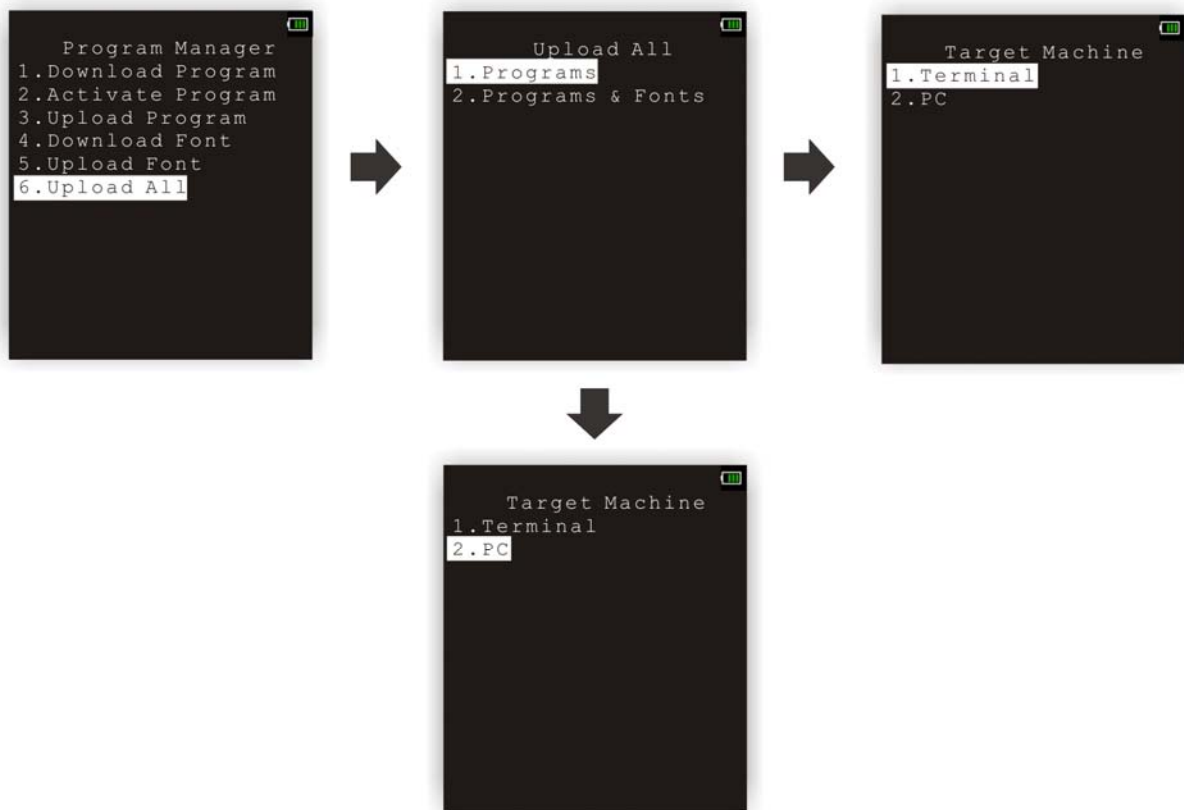 Program Manager
1.Download Program
2.Activate Program
3.Upload Program
4.Download Font
5.Upload Font
6.Upload All
Upload All
1.Programs
2.Programs & Fonts
Target Machine
1.Terminal
2.PC
Target Machine
1.Terminal
2.PC